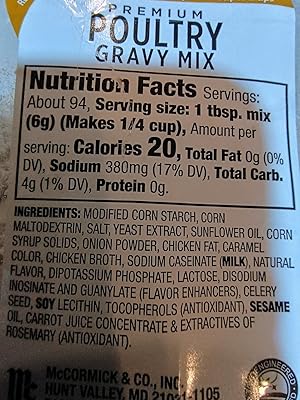 PREMIUM
POULTRY
GRAVY MIX
Nutrition Facts Servings:
About 94, Serving size: 1 tbsp. mix
(6g) (Makes 1/4 cup), Amount per
serving: Calories 20, Total Fat 0g (0%
DV), Sodium 380mg (17% DV), Total Carb.
4g (1% DV), Protein 0g.
INGREDIENTS: MODIFIED CORN STARCH, CORN
MALTODEXTRIN, SALT, YEAST EXTRACT, SUNFLOWER OIL, CORN
SYRUP SOLIDS, ONION POWDER, CHICKEN FAT, CARAMEL
COLOR, CHICKEN BROTH, SODIUM CASEINATE (MILK), NATURAL
FLAVOR, DIPOTASSIUM PHOSPHATE, LACTOSE, DISODIUM
INOSINATE AND GUANYLATE (FLAVOR ENHANCERS), CELERY
SEED, SOY LECITHIN, TOCOPHEROLS (ANTIOXIDANT), SESAME
OIL, CARROT JUICE CONCENTRATE & EXTRACTIVES OF
ROSEMARY (ANTIOXIDANT).
McCORMICK & CO., INC.
HUNT VALLEY, MD 21031-1105